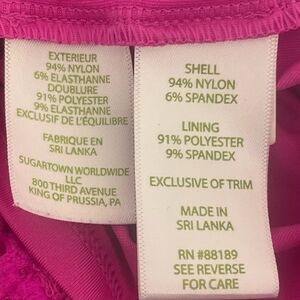 EXTERIEUR
94% NYLON
6% ELASTHANNE
DOUBLURE
91% POLYESTER
9% ELASTHANNE
EXCLUSIF DE L'ÉQUILIBRE
FABRIQUE EN
SRI LANKA
SUGARTOWN WORLDWIDE
LLC
800 THIRD AVENUE
KING OF PRUSSIA, PA
SHELL
94% NYLON
6% SPANDEX
LINING
91% POLYESTER
9% SPANDEX
EXCLUSIVE OF TRIM
MADE IN
SRI LANKA
RN #88189
SEE REVERSE
FOR CARE